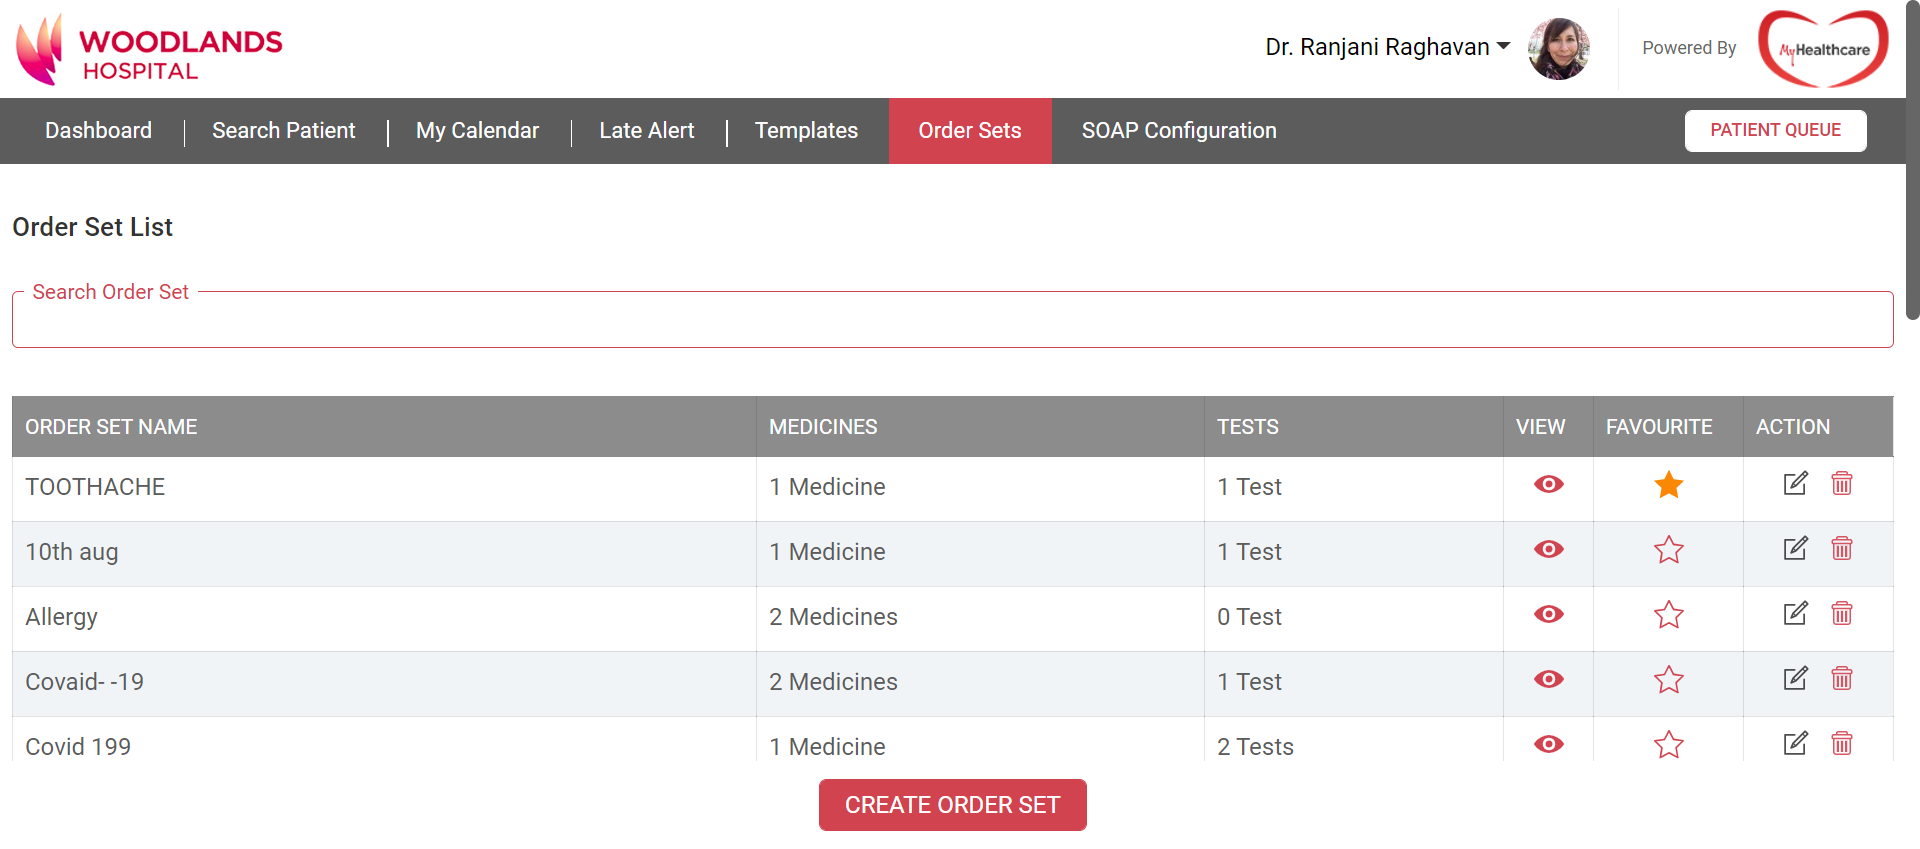 WOODLANDS
HOSPITAL
Dr. Ranjani Raghavan
Powered By
MyHealthcare
Dashboard
Search Patient
My Calendar
Late Alert
Templates
Order Sets
SOAP Configuration
PATIENT QUEUE
Order Set List
Search Order Set
ORDER SET NAME MEDICINES TESTS VIEW FAVOURITE ACTION
TOOTHACHE 1 Medicine 1 Test
10th aug 1 Medicine 1 Test
Allergy 2 Medicines 0 Test
Covaid- -19 2 Medicines 1 Test
Covid 199 1 Medicine 2 Tests
CREATE ORDER SET